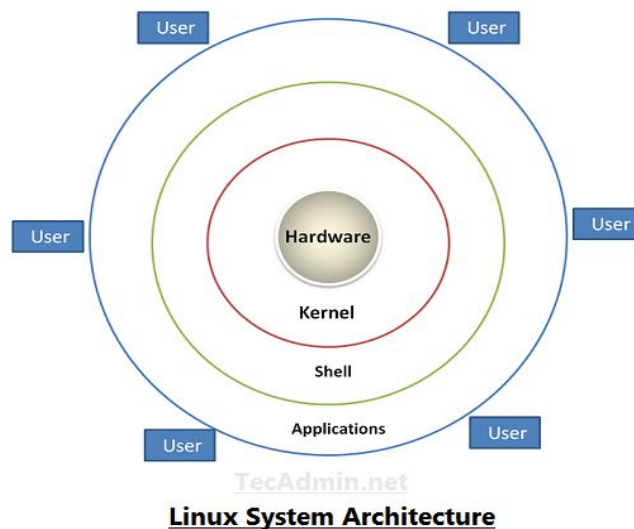 User
User
Hardware
User
User
Kernel
Shell
Applications
User
User
TecAdmin.net
Linux System Architecture